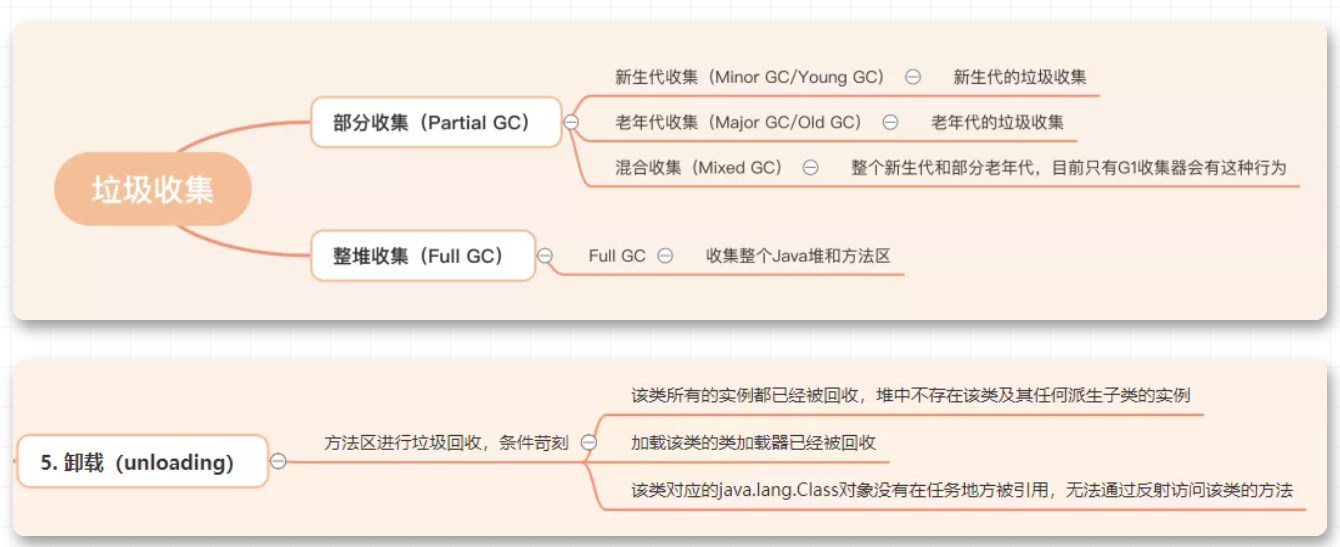 新生代收集（Minor GC/Young GC） 新生代的垃圾收集
部分收集（Partial GC）
老年代收集（Major GC/Old GC） 老年代的垃圾收集
混合收集（Mixed GC） 整个新生代和部分老年代，目前只有G1收集器会有这种行为
垃圾收集
整堆收集（Full GC） Full GC 收集整个Java堆和方法区
该类所有的实例都已经被回收，堆中不存在该类及其任何派生子类的实例
方法区进行垃圾回收，条件苛刻 加载该类的类加载器已经被回收
5. 卸载（unloading）
该类对应的java.lang.Class对象没有在任务地方被引用，无法通过反射访问该类的方法